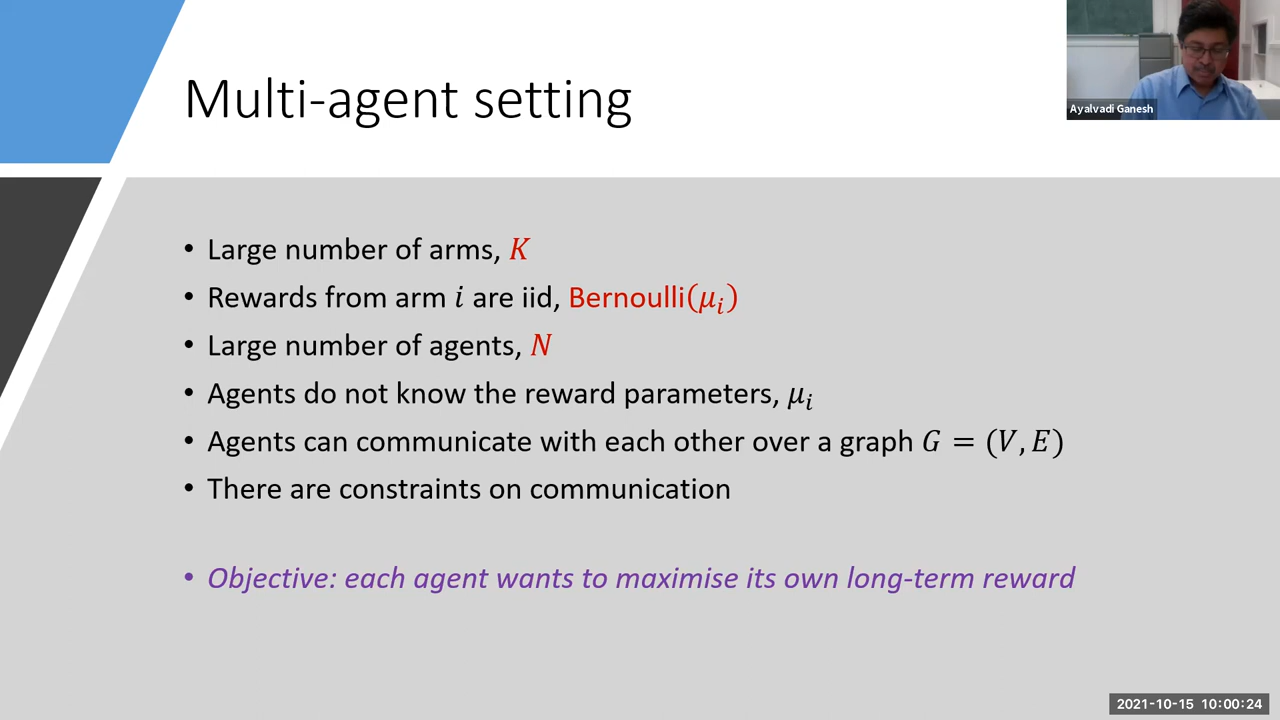 Multi-agent setting
Ayalvadi Ganesh
• Large number of arms, K
• Rewards from arm i are iid, Bernoulli(μᵢ)
• Large number of agents, N
• Agents do not know the reward parameters, μᵢ
• Agents can communicate with each other over a graph G = (V, E)
• There are constraints on communication
• Objective: each agent wants to maximise its own long-term reward
2021-10-15 10:00:24